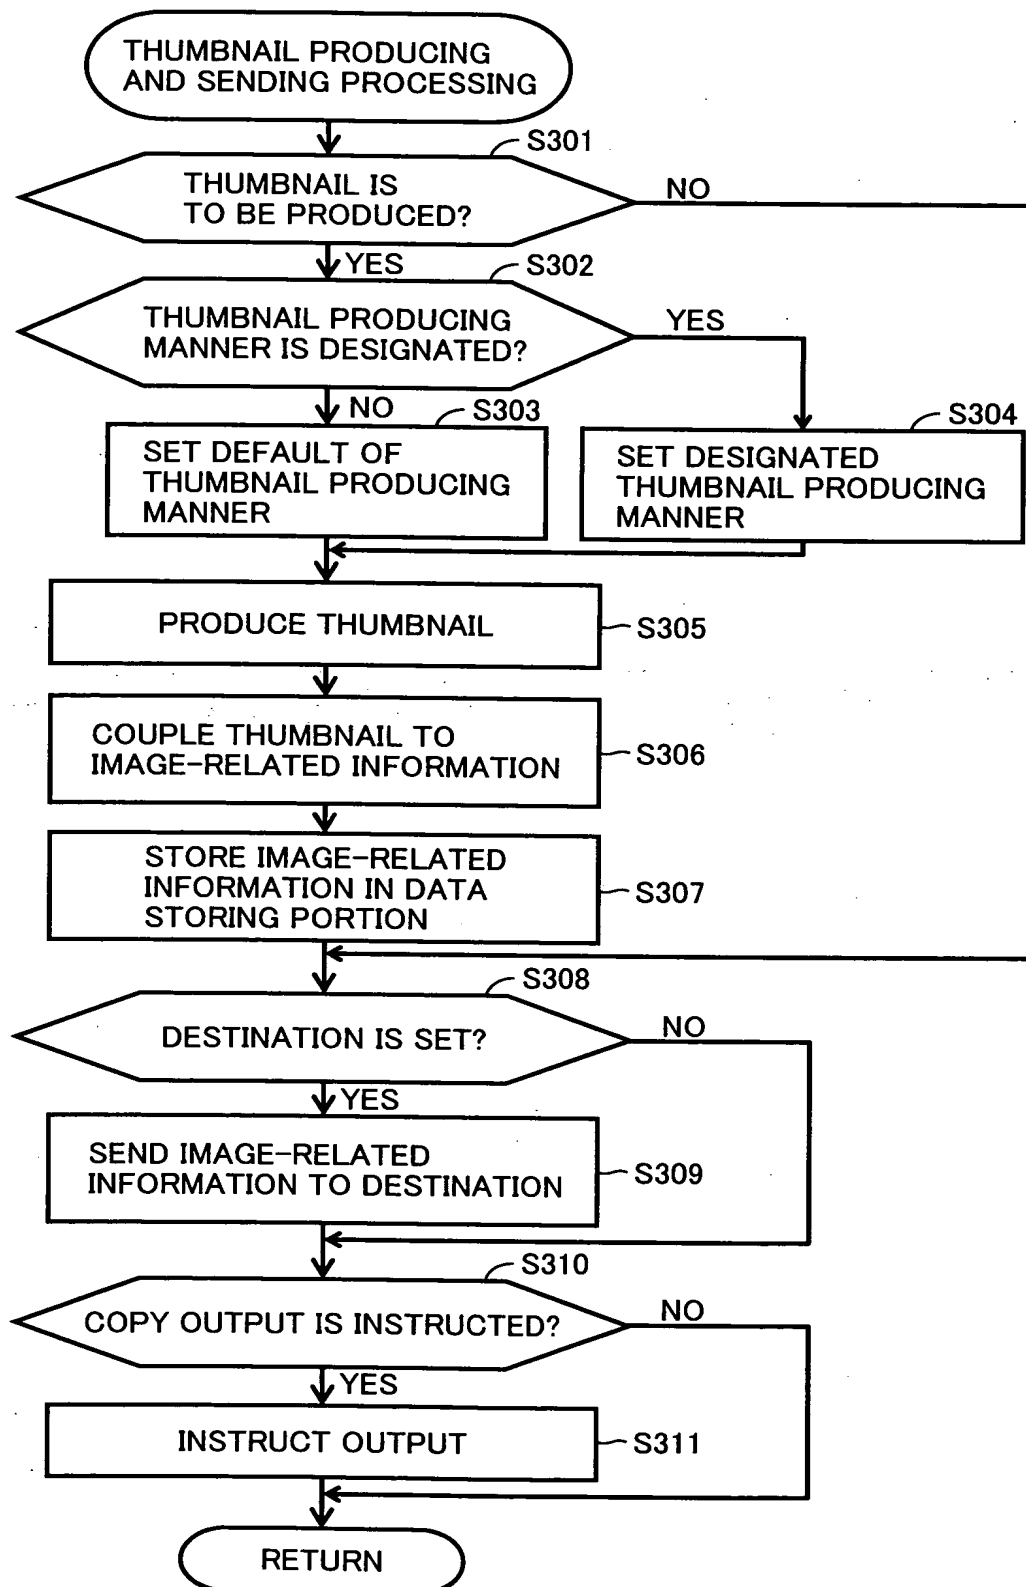 THUMBNAIL PRODUCING
AND SENDING PROCESSING
S301
THUMBNAIL IS
TO BE PRODUCED?
NO
YES
S302
THUMBNAIL PRODUCING
MANNER IS DESIGNATED?
YES
NO
S303
S304
SET DEFAULT OF
THUMBNAIL PRODUCING
MANNER
SET DESIGNATED
THUMBNAIL PRODUCING
MANNER
PRODUCE THUMBNAIL
S305
COUPLE THUMBNAIL TO
IMAGE-RELATED INFORMATION
S306
STORE IMAGE-RELATED
INFORMATION IN DATA
STORING PORTION
S307
S308
DESTINATION IS SET?
NO
YES
SEND IMAGE-RELATED
INFORMATION TO DESTINATION
S309
S310
COPY OUTPUT IS INSTRUCTED?
NO
YES
INSTRUCT OUTPUT
S311
RETURN